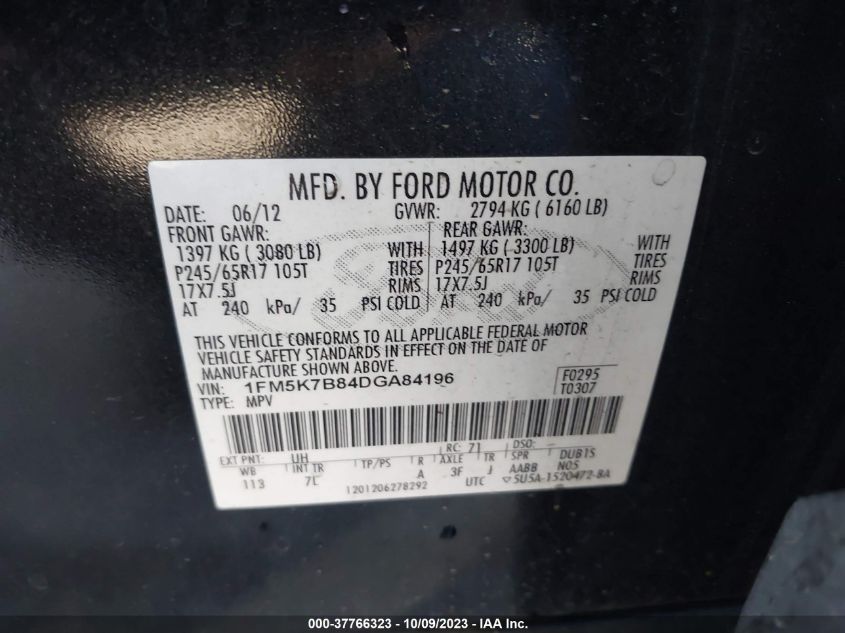 MFD. BY FORD MOTOR CO.
DATE: 06/12 GVWR: 2794 KG ( 6160 LB)
FRONT GAWR: REAR GAWR:
1397 KG ( 3080 LB) WITH 1497 KG ( 3300 LB) WITH
P245/65R17 105T TIRES P245/65R17 105T TIRES
17X7.5J RIMS 17X7.5J RIMS
AT 240 kPa/ 35 PSI COLD AT 240 kPa/ 35 PSI COLD
THIS VEHICLE CONFORMS TO ALL APPLICABLE FEDERAL MOTOR
VEHICLE SAFETY STANDARDS IN EFFECT ON THE DATE OF
MANUFACTURE SHOWN ABOVE.
VIN: 1FM5K7B84DGA84196 F0295
TYPE: MPV T0307
EXT PNT: UH RC: 71 DSO: --
WB INT TR TP/PS R AXLE TR SPR DUB1S
113 7L A 3F J AABB N05
1201206278292 UTC 5U5A-1520472-BA
000-37766323 - 10/09/2023 - Copyright © 2023 IAA, Inc.